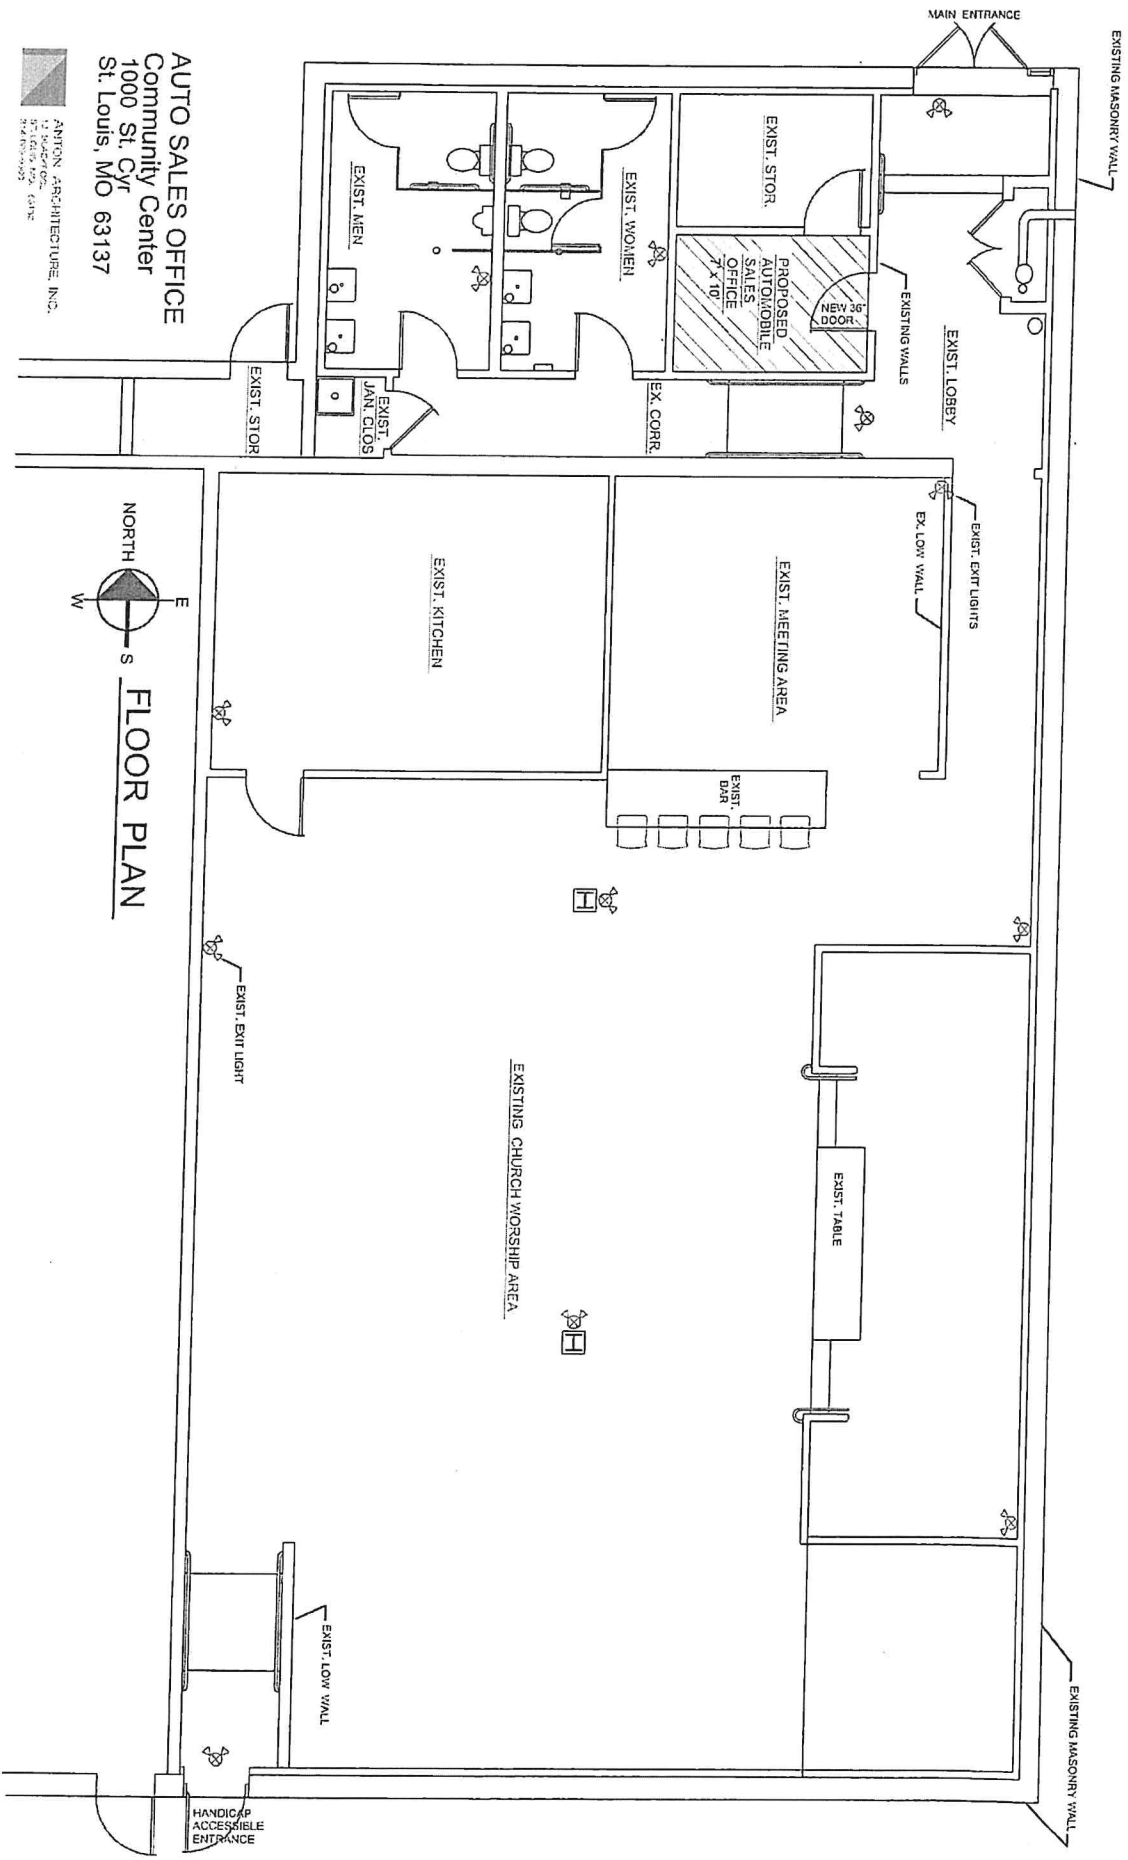 MAIN ENTRANCE
EXISTING MASONRY WALL
AUTO SALES OFFICE
Community Center
1000 St. Cyr
St. Louis, MO 63137
ANTON ARCHITECTURE, INC.
EXIST. MEN
EXIST. WOMEN
EXIST. STOR.
PROPOSED
AUTOMOBILE
SALES
OFFICE
7' X 10'
NEW 36"
DOOR
EXISTING WALLS
EXIST. LOBBY
EXIST. STOR
EXIST.
JAN. CLOS
EX. CORR.
EXIST. EXIT LIGHTS
EX. LOW WALL
EXIST. KITCHEN
EXIST. MEETING AREA
EXIST.
BAR
NORTH
E
W
S
FLOOR PLAN
H
EXIST. EXIT LIGHT
EXISTING CHURCH WORSHIP AREA
EXIST. TABLE
H
EXIST. LOW WALL
EXISTING MASONRY WALL
HANDICAP
ACCESSIBLE
ENTRANCE